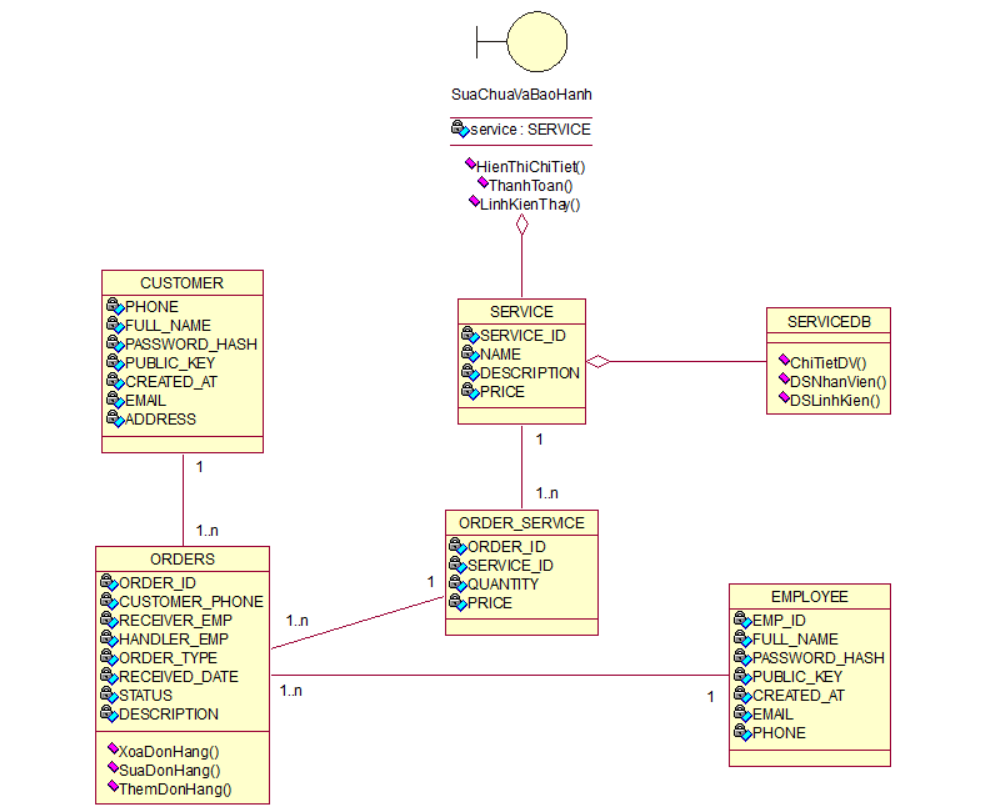 SuaChuaVaBaoHanh
service : SERVICE
HienThiChiTiet()
ThanhToan()
LinhKienThay()
CUSTOMER
PHONE
FULL_NAME
PASSWORD_HASH
PUBLIC_KEY
CREATED_AT
EMAIL
ADDRESS
SERVICE
SERVICE_ID
NAME
DESCRIPTION
PRICE
SERVICEDB
ChiTietDV()
DSNhanVien()
DSLinhKien()
1
1..n
1
1..n
ORDERS
ORDER_ID
CUSTOMER_PHONE
RECEIVER_EMP
HANDLER_EMP
ORDER_TYPE
RECEIVED_DATE
STATUS
DESCRIPTION
XoaDonHang()
SuaDonHang()
ThemDonHang()
1..n
1
ORDER_SERVICE
ORDER_ID
SERVICE_ID
QUANTITY
PRICE
1..n
1
EMPLOYEE
EMP_ID
FULL_NAME
PASSWORD_HASH
PUBLIC_KEY
CREATED_AT
EMAIL
PHONE